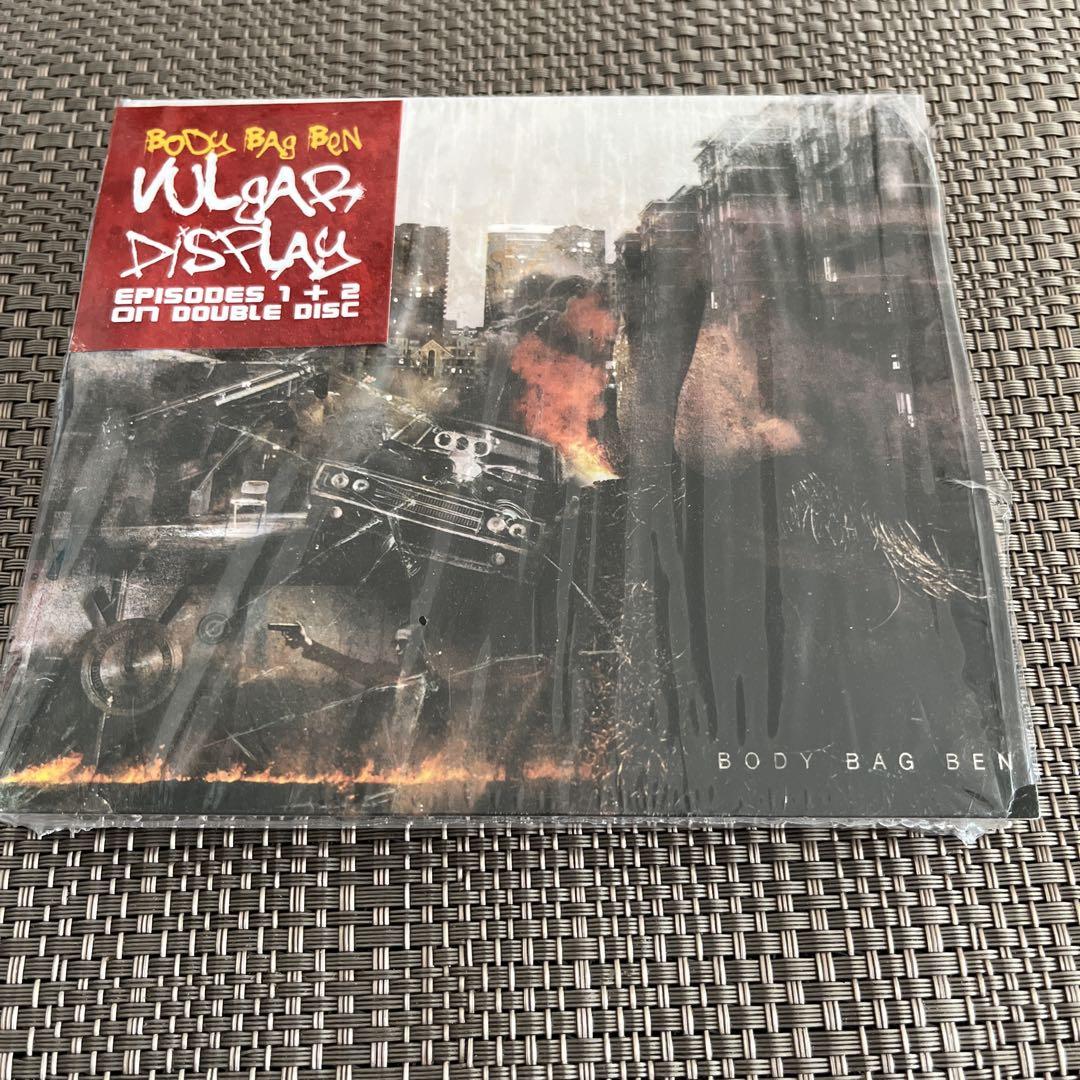 BODY BAG BEN
VULGAR
DISPLAY
EPISODES 1 + 2
ON DOUBLE DISC
BODY BAG BEN